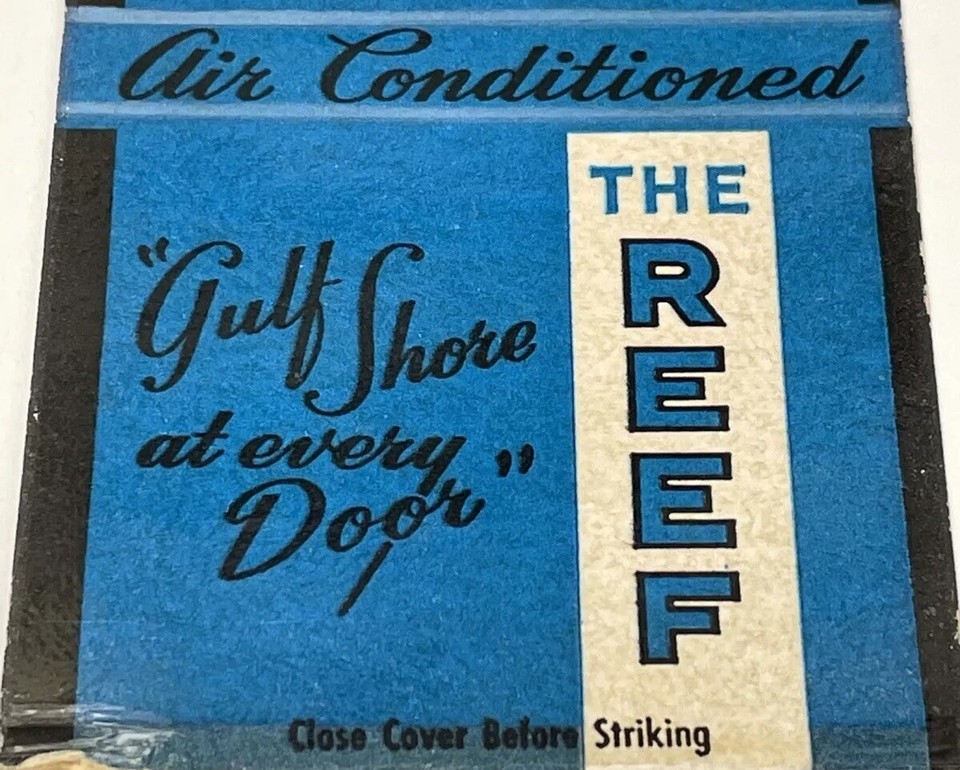 Air Conditioned
"Gulf Shore
at every
Door"
THE
REEF
Close Cover Before Striking